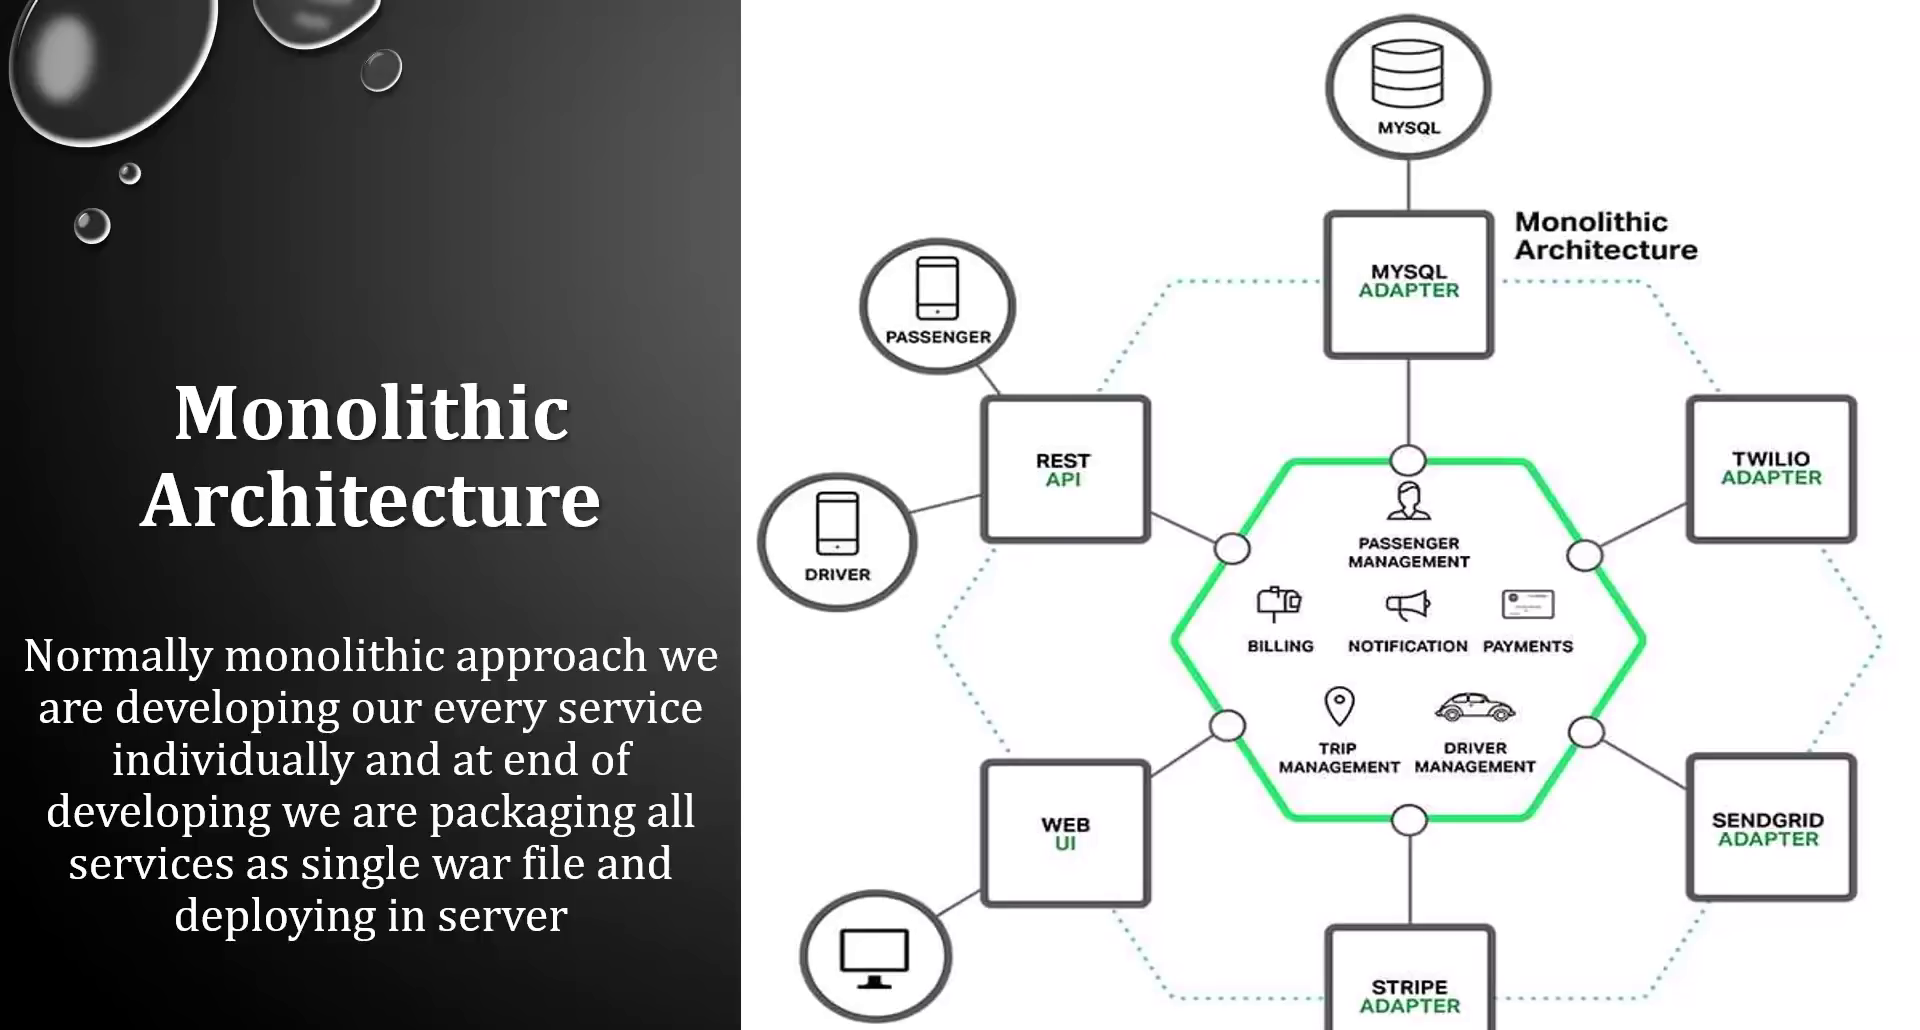 Monolithic
Architecture
Normally monolithic approach we
are developing our every service
individually and at end of
developing we are packaging all
services as single war file and
deploying in server
MYSQL
Monolithic
Architecture
MYSQL
ADAPTER
PASSENGER
REST
API
TWILIO
ADAPTER
DRIVER
PASSENGER
MANAGEMENT
BILLING
NOTIFICATION
PAYMENTS
TRIP
MANAGEMENT
DRIVER
MANAGEMENT
WEB
UI
SENDGRID
ADAPTER
STRIPE
ADAPTER